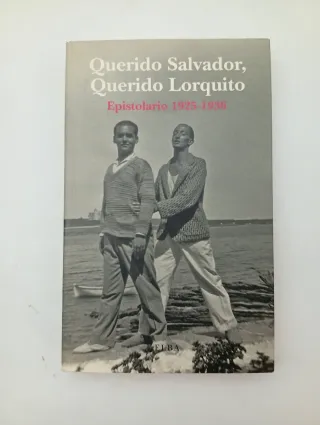 Querido Salvador,
Querido Lorquito
Epistolario 1925-1936
ELBA